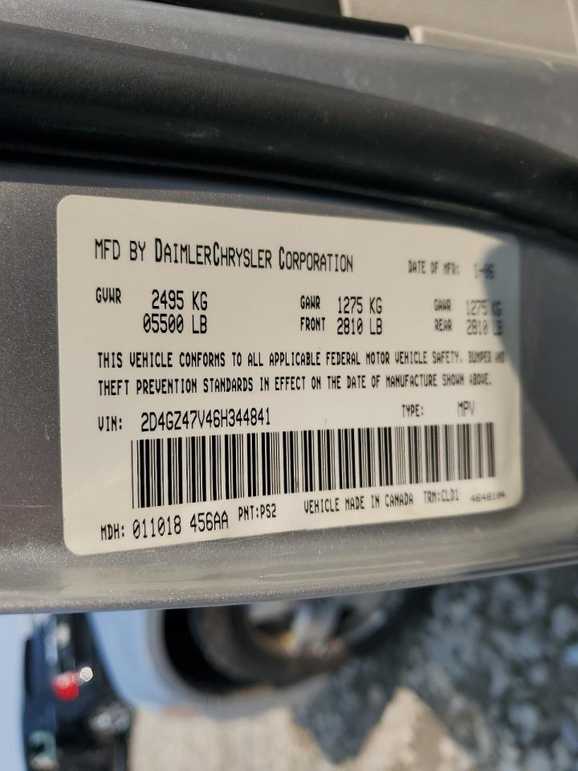 MFD BY DAIMLERCHRYSLER CORPORATION DATE OF MFR: 1-06
GVWR 2495 KG GAWR 1275 KG GAWR 1275 KG
05500 LB FRONT 2810 LB REAR 2810 LB
THIS VEHICLE CONFORMS TO ALL APPLICABLE FEDERAL MOTOR VEHICLE SAFETY, BUMPER AND
THEFT PREVENTION STANDARDS IN EFFECT ON THE DATE OF MANUFACTURE SHOWN ABOVE.
VIN: 2D4GZ47V46H344841 TYPE: MPV
MDH: 011018 456AA PNT:PS2 VEHICLE MADE IN CANADA TRM:CLD1